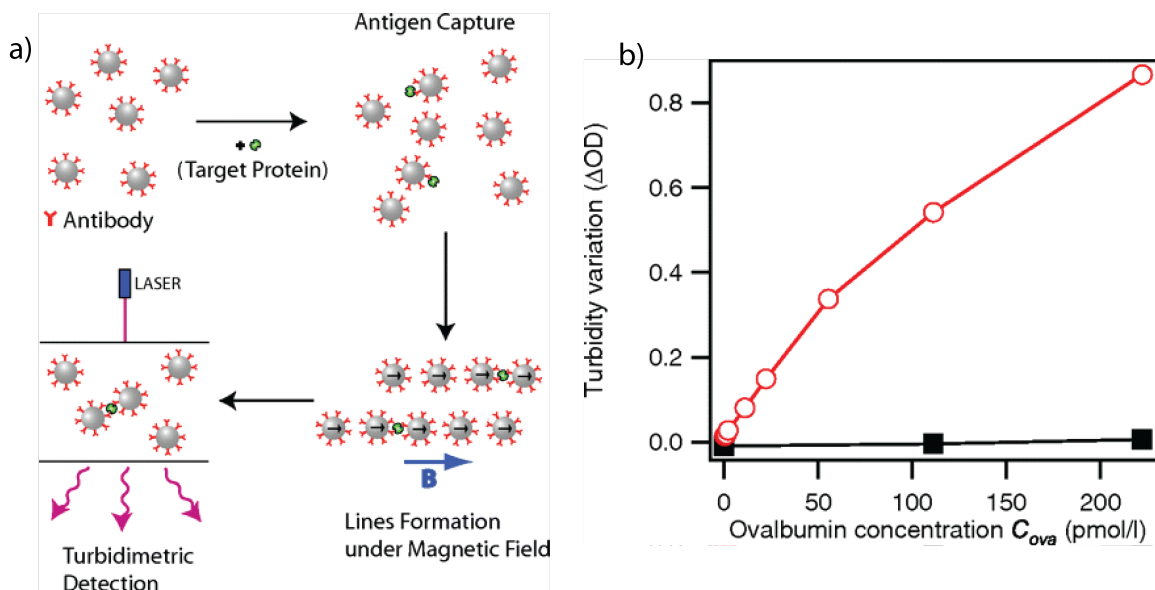 a)
Antigen Capture
+
(Target Protein)
Antibody
LASER
B
Lines Formation
under Magnetic Field
Turbidimetric
Detection
b)
Turbidity variation (ΔOD)
0.8
0.6
0.4
0.2
0.0
0
50
100
150
200
Ovalbumin concentration Cova (pmol/l)